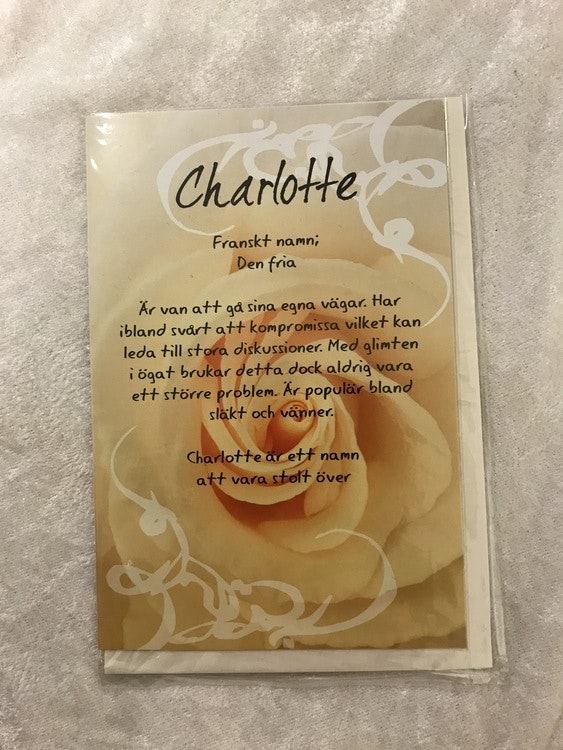 Charlotte
Franskt namn;
Den fria
Är van att gå sina egna vägar. Har
ibland svårt att kompromissa vilket kan
leda till stora diskussioner. Med glimten
i ögat brukar detta dock aldrig vara
ett större problem. Är populär bland
släkt och vänner.
Charlotte är ett namn
att vara stolt över